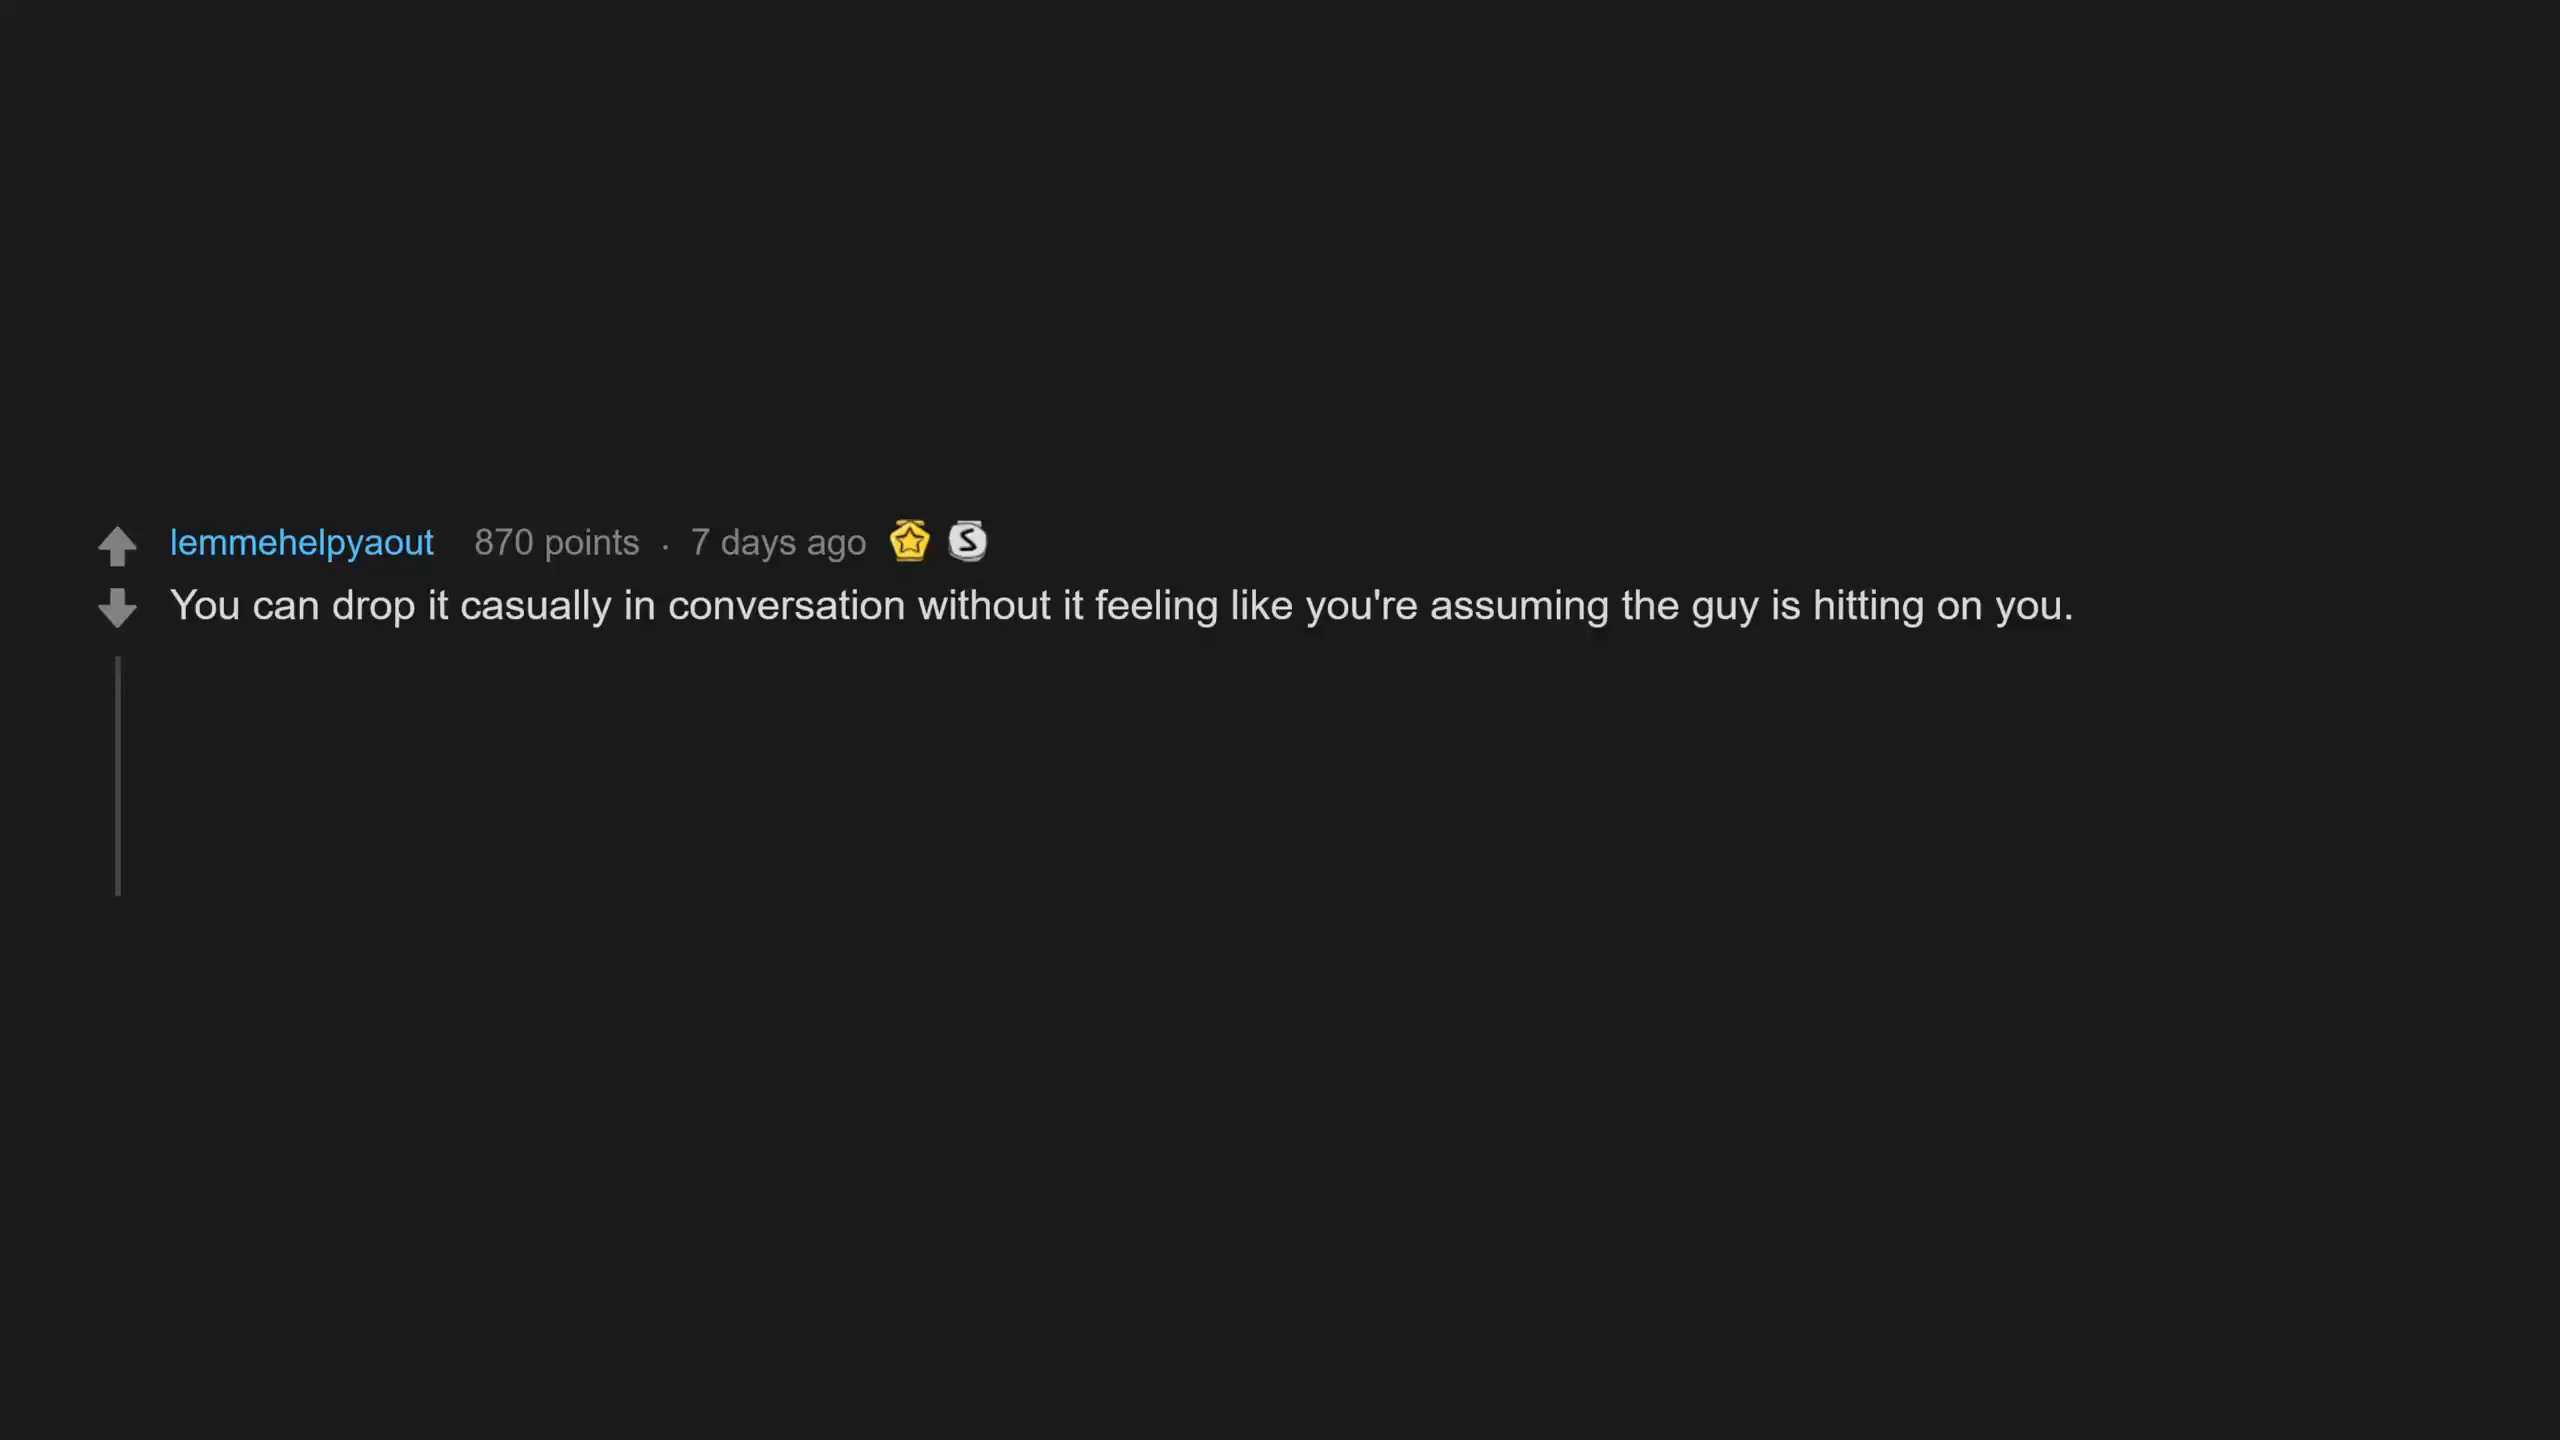 lemmehelpyaout 870 points · 7 days ago S
You can drop it casually in conversation without it feeling like you're assuming the guy is hitting on you.